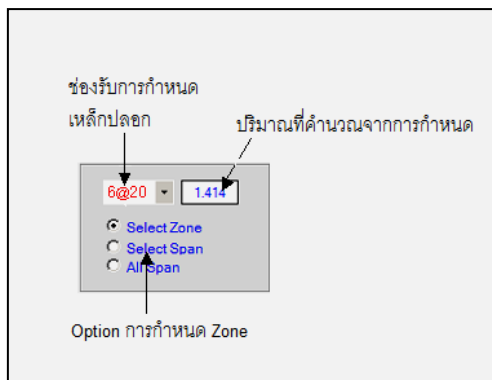 ช่องรับการกำหนด
เหล็กปลอก
ปริมาณที่คำนวณจากการกำหนด
6@20 1.414
Select Zone
Select Span
All Span
Option การกำหนด Zone